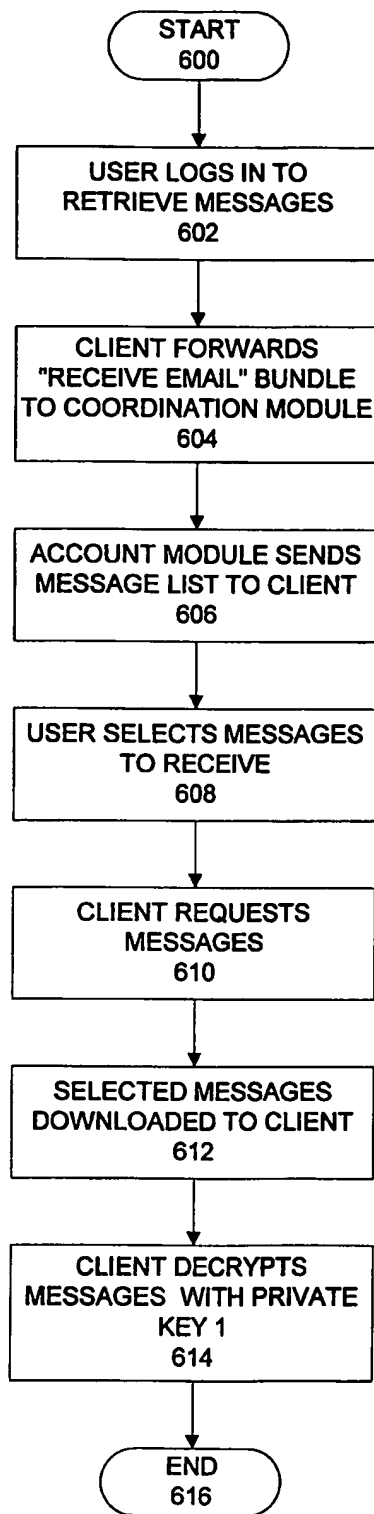 START
600
USER LOGS IN TO
RETRIEVE MESSAGES
602
CLIENT FORWARDS
"RECEIVE EMAIL" BUNDLE
TO COORDINATION MODULE
604
ACCOUNT MODULE SENDS
MESSAGE LIST TO CLIENT
606
USER SELECTS MESSAGES
TO RECEIVE
608
CLIENT REQUESTS
MESSAGES
610
SELECTED MESSAGES
DOWNLOADED TO CLIENT
612
CLIENT DECRYPTS
MESSAGES WITH PRIVATE
KEY 1
614
END
616